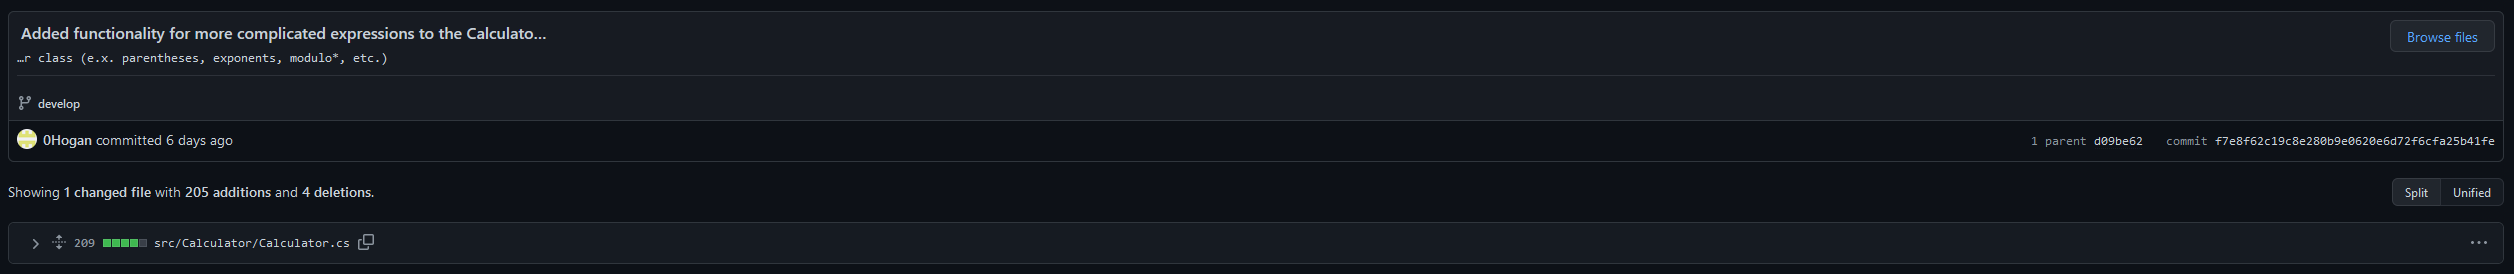 Added functionality for more complicated expressions to the Calculato...
Browse files
…r class (e.x. parentheses, exponents, modulo*, etc.)
develop
0Hogan committed 6 days ago
1 parent d09be62 commit f7e8f62c19c8e280b9e0620e6d72f6cfa25b41fe
Showing 1 changed file with 205 additions and 4 deletions.
Split Unified
209 src/Calculator/Calculator.cs